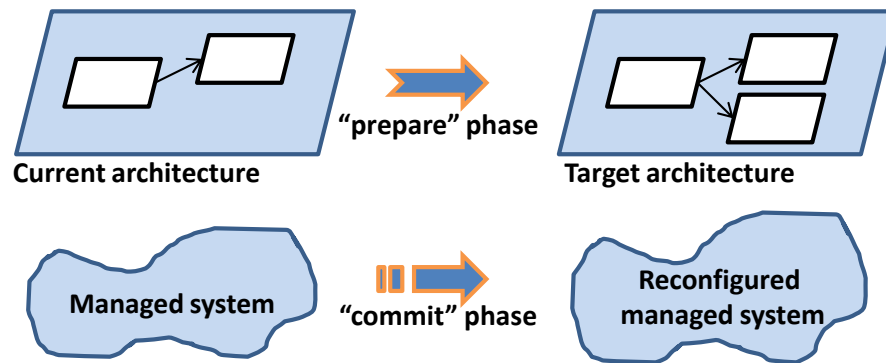 “prepare” phase
Current architecture
Target architecture
Managed system
“commit” phase
Reconfigured
managed system